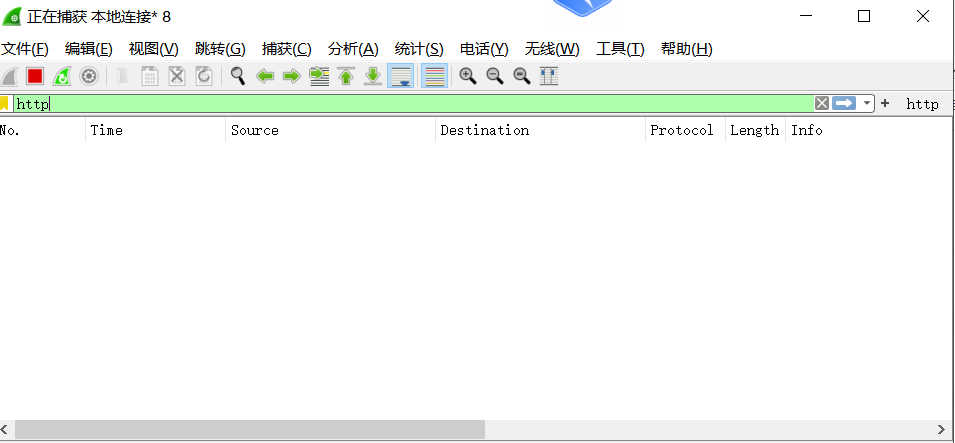 正在捕获 本地连接* 8
文件(F) 编辑(E) 视图(V) 跳转(G) 捕获(C) 分析(A) 统计(S) 电话(Y) 无线(W) 工具(T) 帮助(H)
http + http
No. Time Source Destination Protocol Length Info